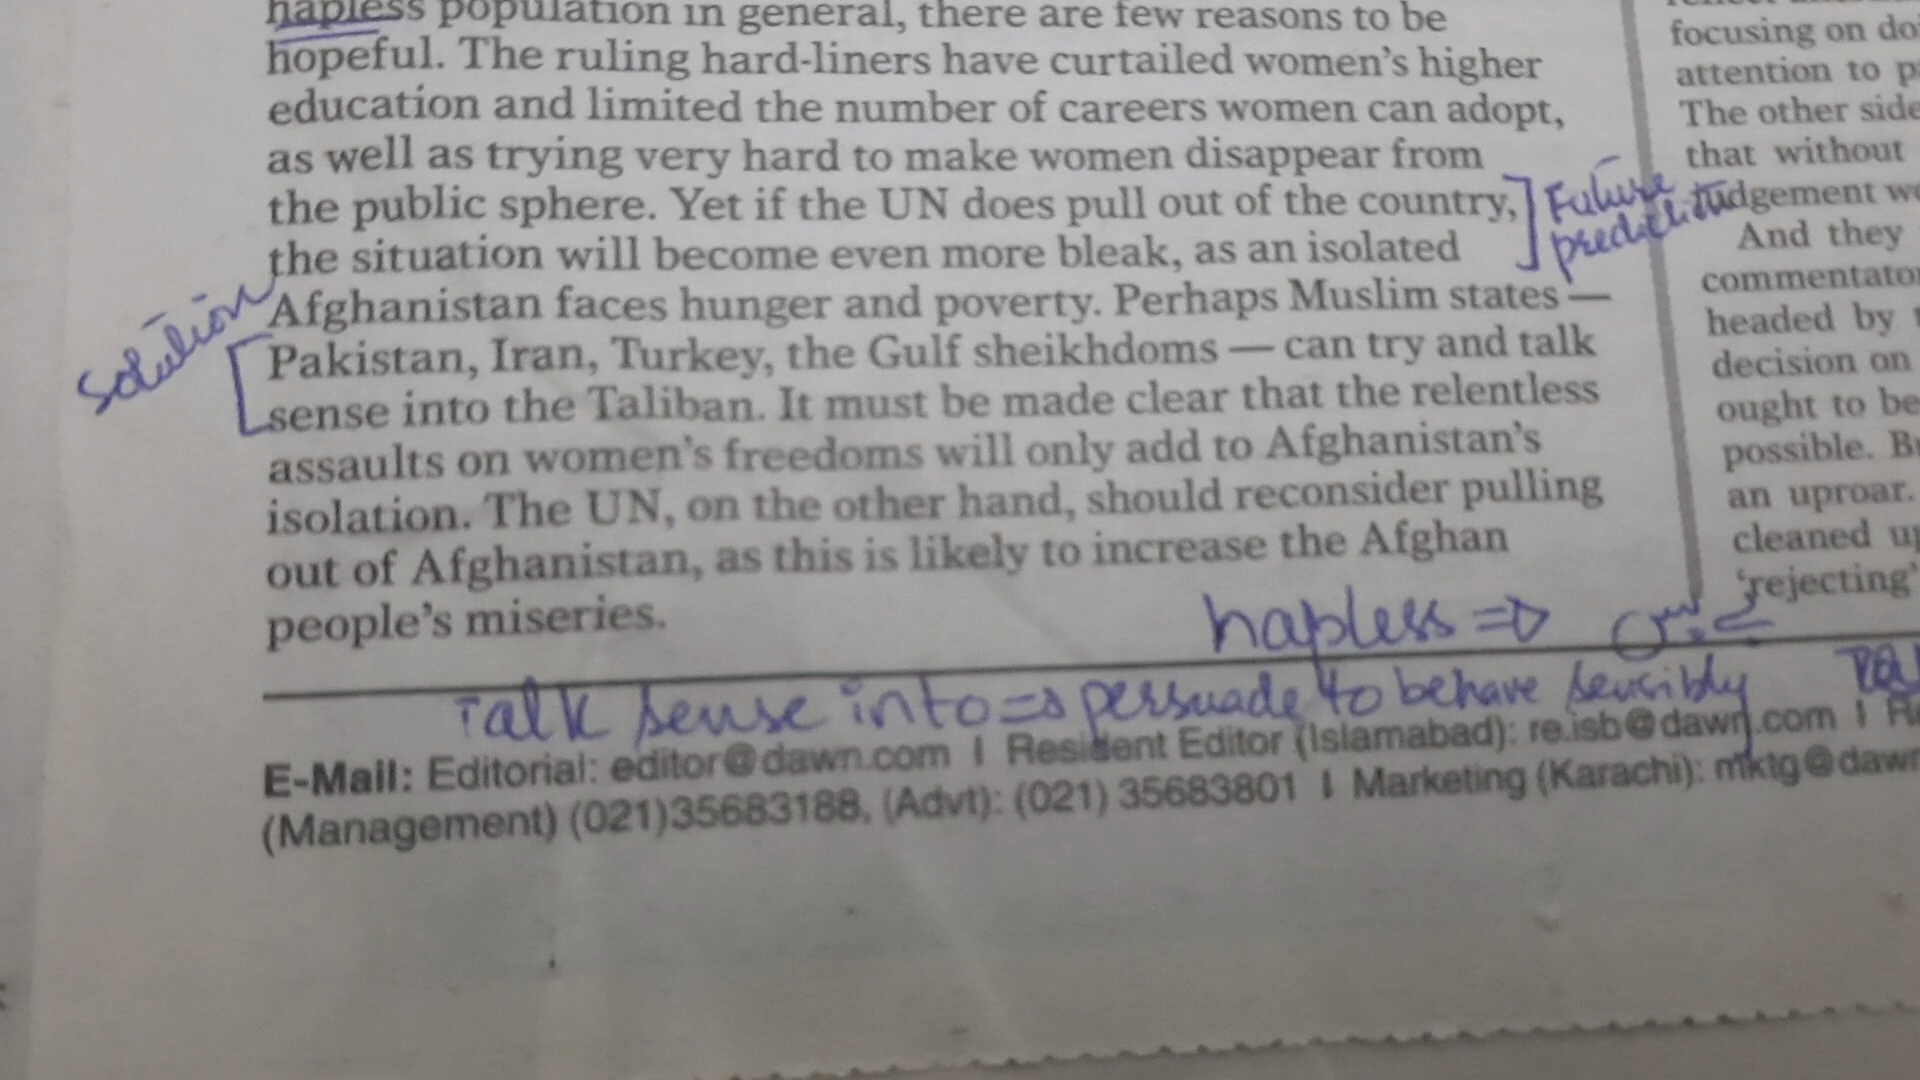 hapless population in general, there are few reasons to be
hopeful. The ruling hard-liners have curtailed women's higher
education and limited the number of careers women can adopt,
as well as trying very hard to make women disappear from
the public sphere. Yet if the UN does pull out of the country,
the situation will become even more bleak, as an isolated
Afghanistan faces hunger and poverty. Perhaps Muslim states —
Pakistan, Iran, Turkey, the Gulf sheikhdoms — can try and talk
sense into the Taliban. It must be made clear that the relentless
assaults on women's freedoms will only add to Afghanistan's
isolation. The UN, on the other hand, should reconsider pulling
out of Afghanistan, as this is likely to increase the Afghan
people's miseries.
Future
Solution
hapless ⇒
Talk sense into ⇒ persuade to behave sensibly
E-Mail: Editorial: editor@dawn.com I Resident Editor (Islamabad): re.isb@dawn.com I
(Management) (021)35683188, (Advt): (021) 35683801 I Marketing (Karachi): mktg@dawn
focusing on
attention to
The other side
that without
And they
headed by
decision on
ought to be
possible.
an uproar.
cleaned
'rejecting'